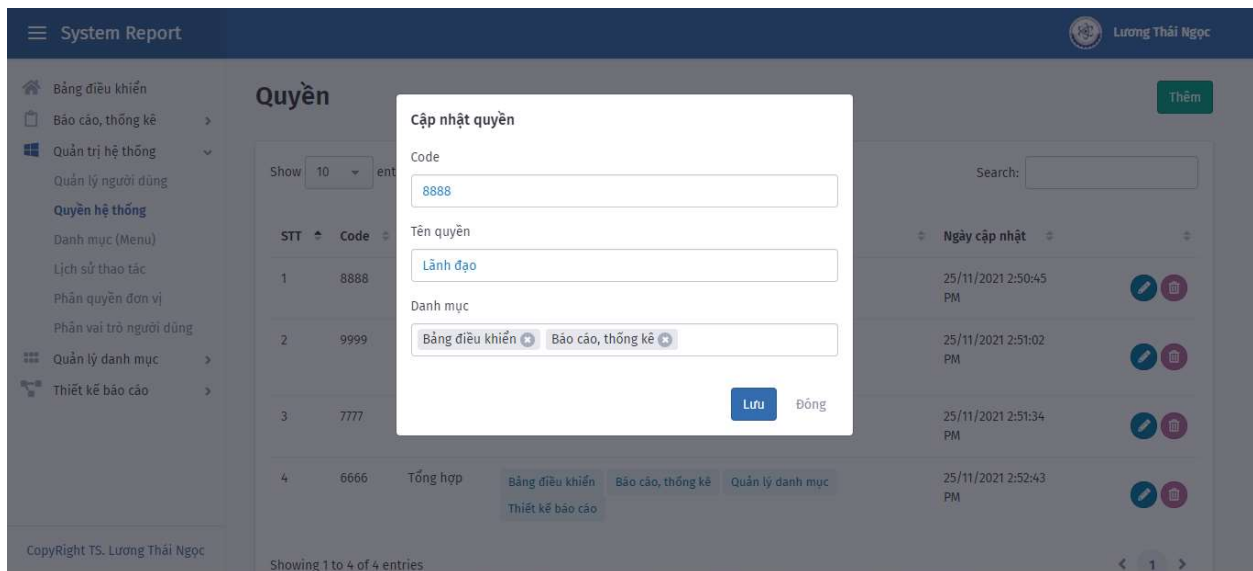 System Report
Lương Thái Ngọc
Bảng điều khiển
Báo cáo, thống kê
Quản trị hệ thống
Quản lý người dùng
Quyền hệ thống
Danh mục (Menu)
Lịch sử thao tác
Phân quyền đơn vị
Phân vai trò người dùng
Quản lý danh mục
Thiết kế báo cáo
CopyRight TS. Lương Thái Ngọc
Quyền
Thêm
Show 10 ent
Search:
STT Code Ngày cập nhật
1 8888 25/11/2021 2:50:45
PM
2 9999 25/11/2021 2:51:02
PM
3 7777 25/11/2021 2:51:34
PM
4 6666 Tổng hợp Bảng điều khiển Báo cáo, thống kê Quản lý danh mục 25/11/2021 2:52:43
Thiết kế báo cáo PM
Showing 1 to 4 of 4 entries
1
Cập nhật quyền
Code
8888
Tên quyền
Lãnh đạo
Danh mục
Bảng điều khiển Báo cáo, thống kê
Lưu Đóng